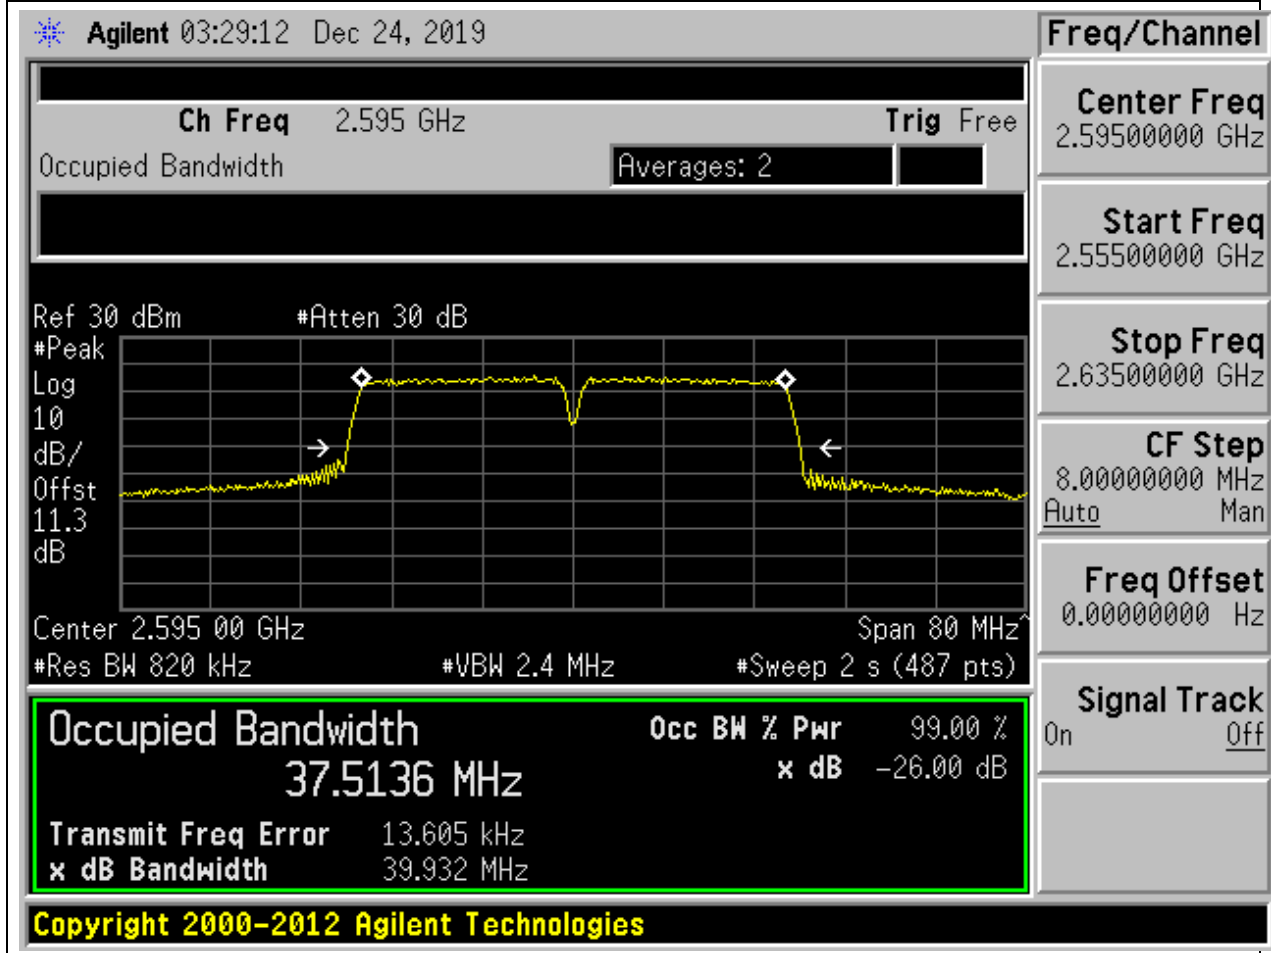 Agilent 03:29:12 Dec 24, 2019
Ch Freq 2.595 GHz Trig Free
Occupied Bandwidth Averages: 2
Ref 30 dBm #Atten 30 dB
#Peak
Log
10
dB/
Offst
11.3
dB
Center 2.595 00 GHz Span 80 MHz^
#Res BW 820 kHz #VBW 2.4 MHz #Sweep 2 s (487 pts)
Occupied Bandwidth Occ BW % Pwr 99.00 %
37.5136 MHz x dB -26.00 dB
Transmit Freq Error 13.605 kHz
x dB Bandwidth 39.932 MHz
Copyright 2000-2012 Agilent Technologies
Freq/Channel
Center Freq
2.59500000 GHz
Start Freq
2.55500000 GHz
Stop Freq
2.63500000 GHz
CF Step
8.00000000 MHz
Auto Man
Freq Offset
0.00000000 Hz
Signal Track
On Off